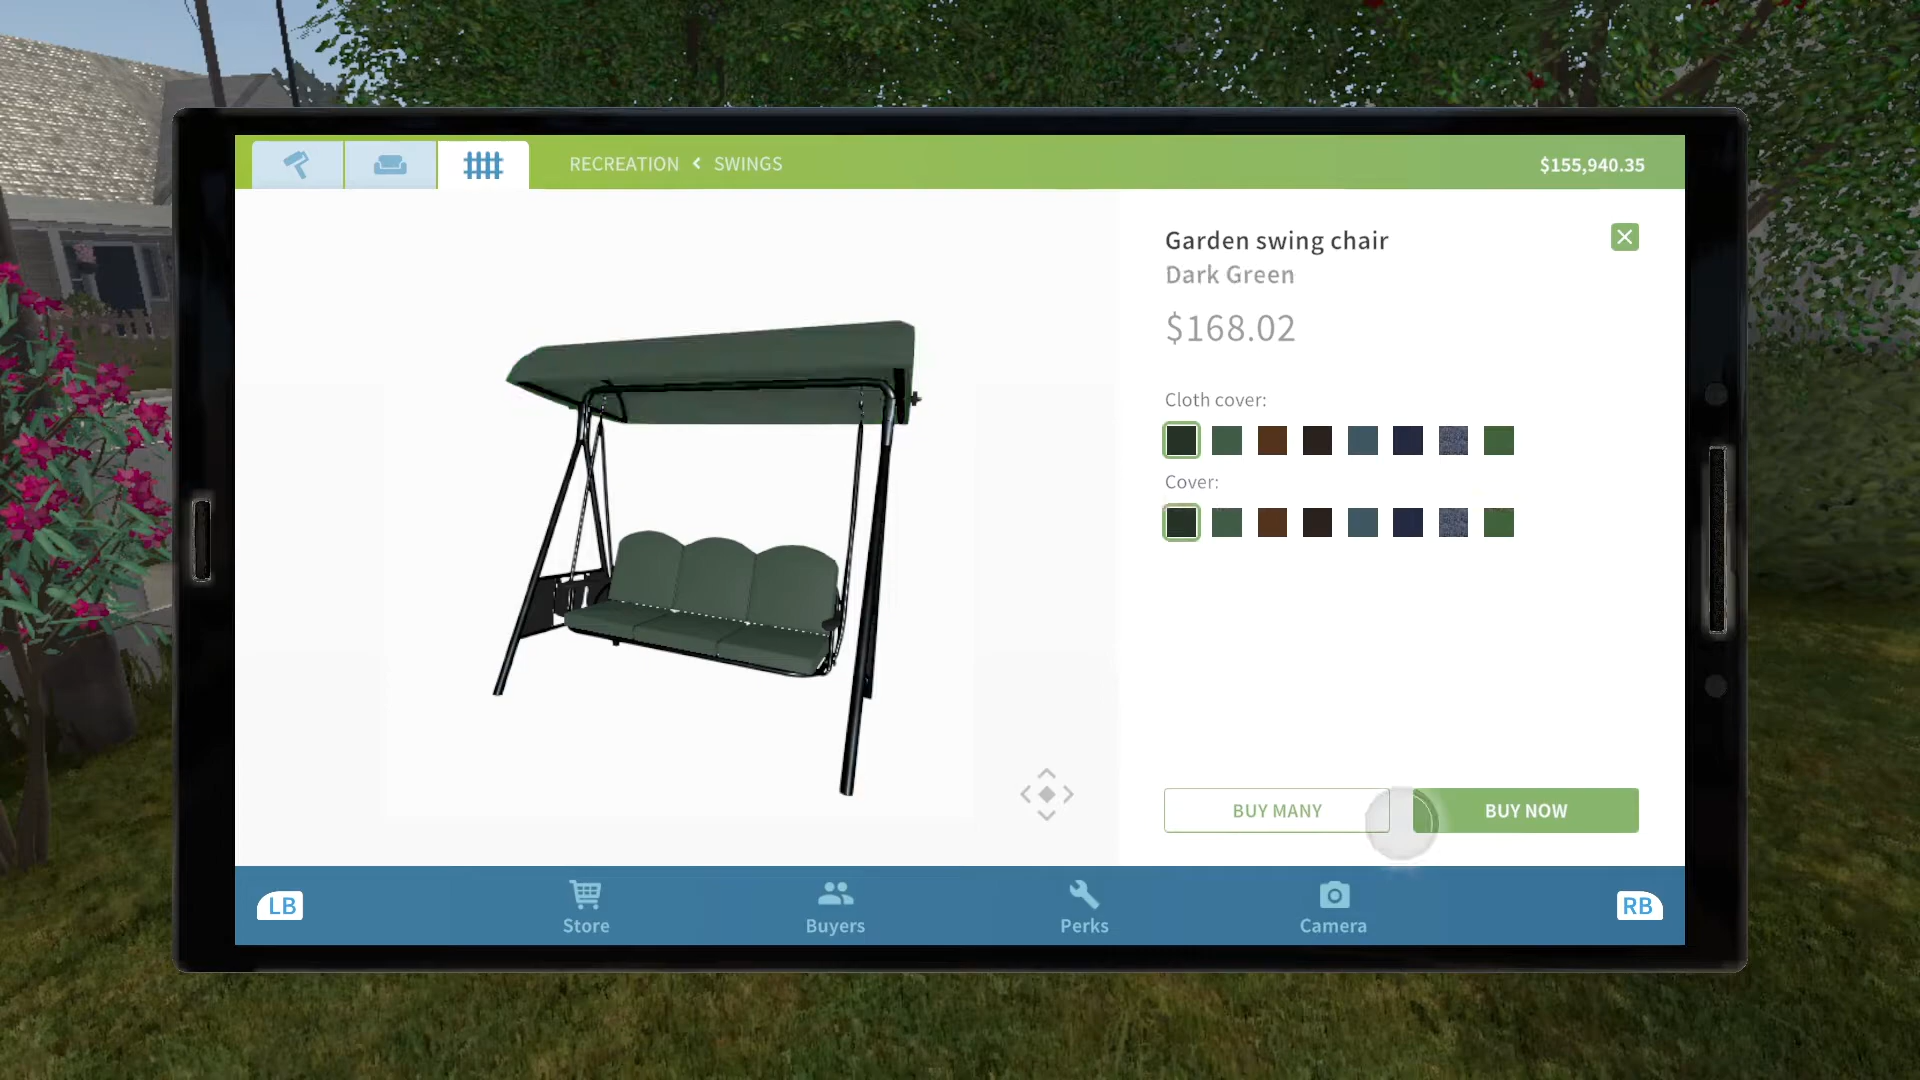 RECREATION < SWINGS
$155,940.35
Garden swing chair
Dark Green
$168.02
Cloth cover:
Cover:
BUY MANY
BUY NOW
LB
Store
Buyers
Perks
Camera
RB